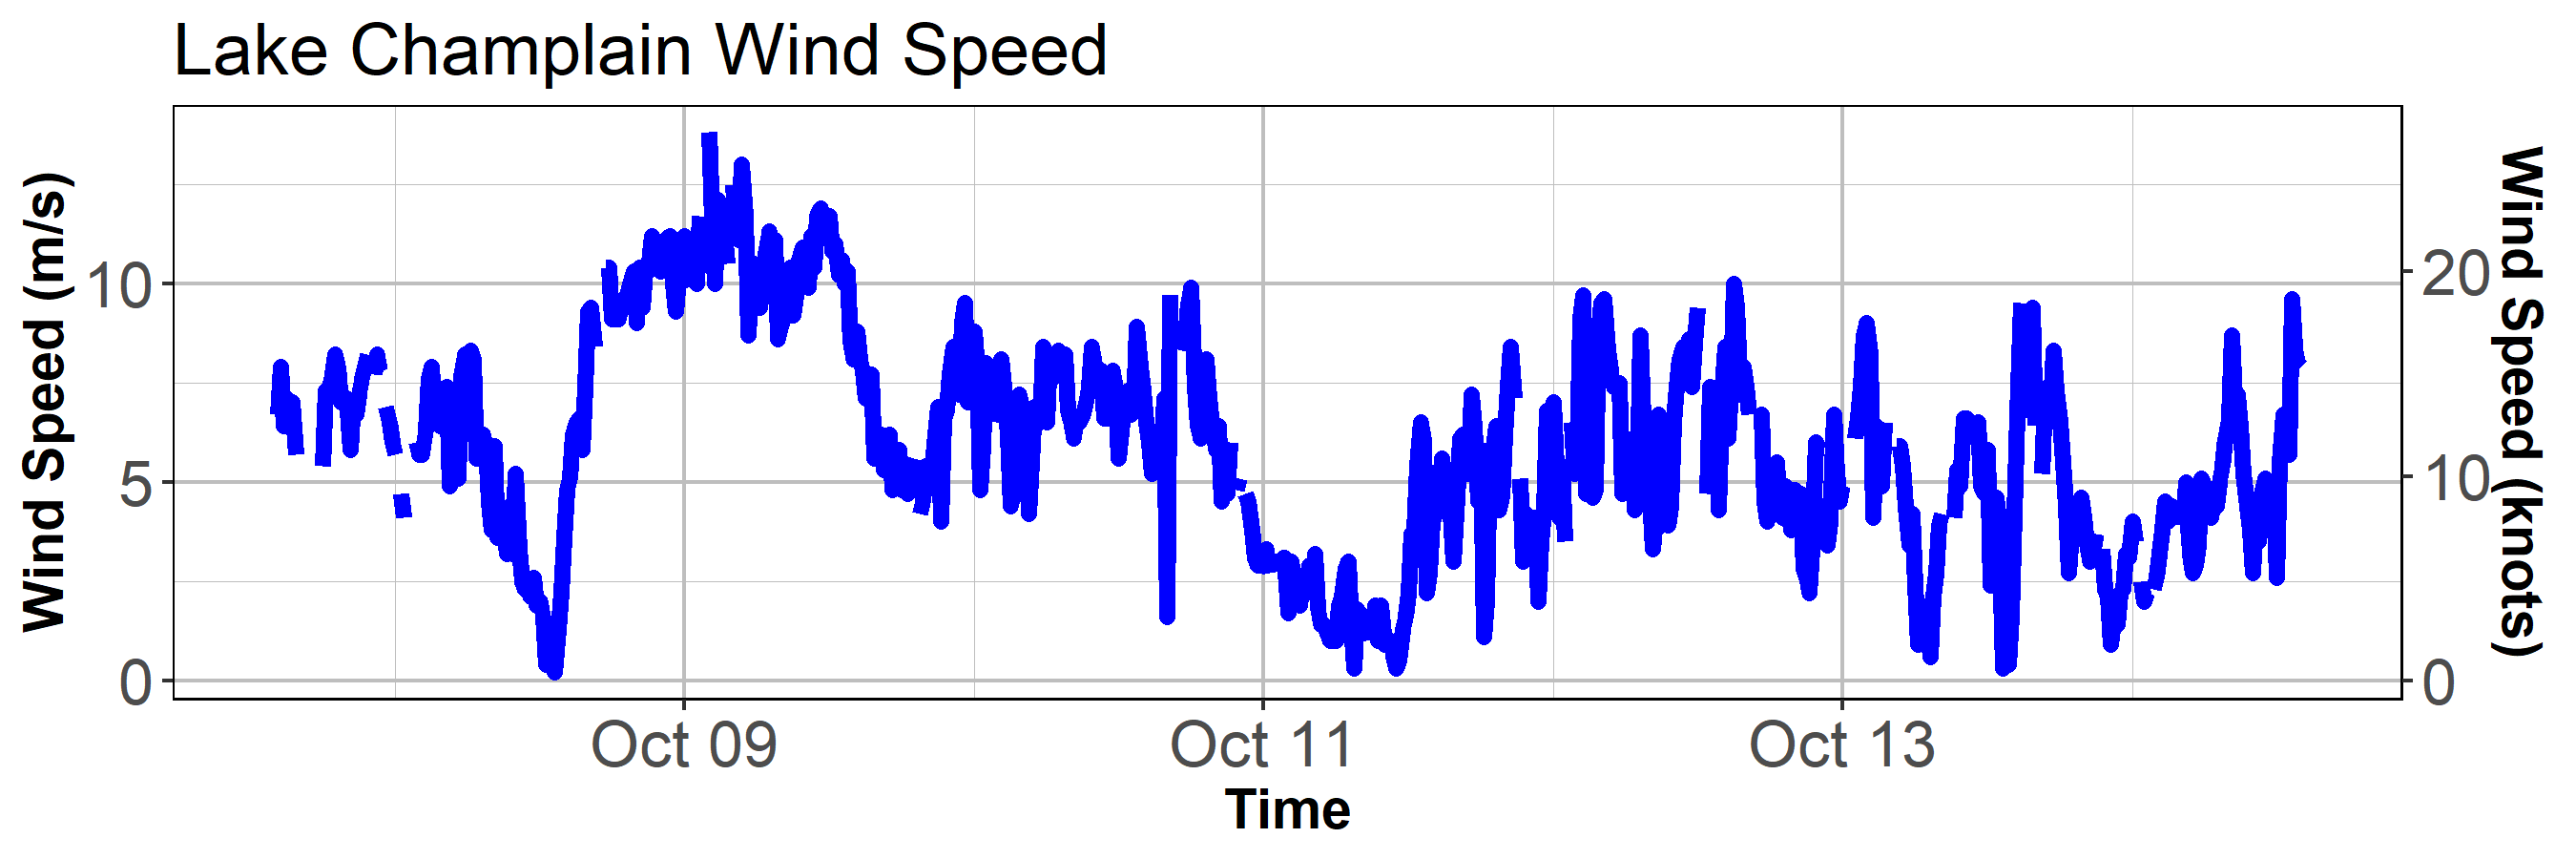 Lake Champlain Wind Speed
Wind Speed (m/s)
10
5
0
20
10
0
Wind Speed (knots)
Oct 09
Oct 11
Oct 13
Time